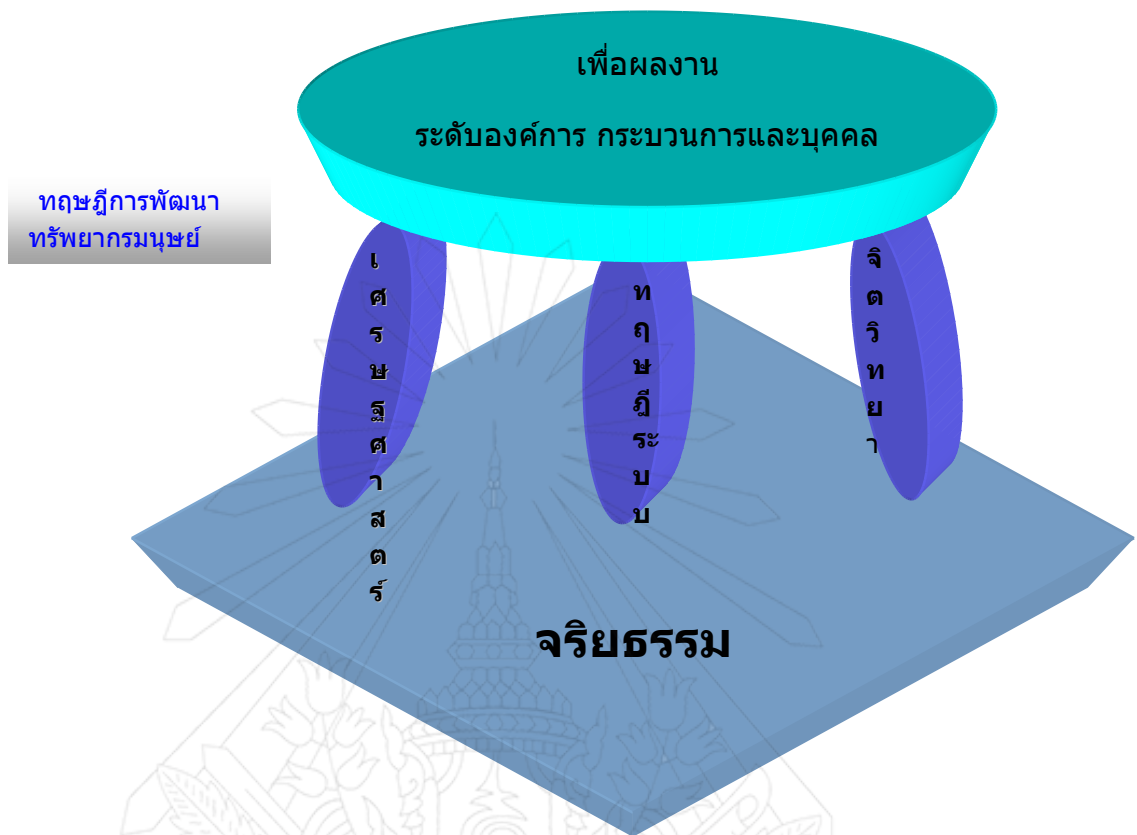 เพื่อผลงาน
ระดับองค์การ กระบวนการและบุคคล
ทฤษฎีการพัฒนา
ทรัพยากรมนุษย์
เศรษฐศาสตร์
ทฤษฎีระบบ
จิตวิทยา
จริยธรรม